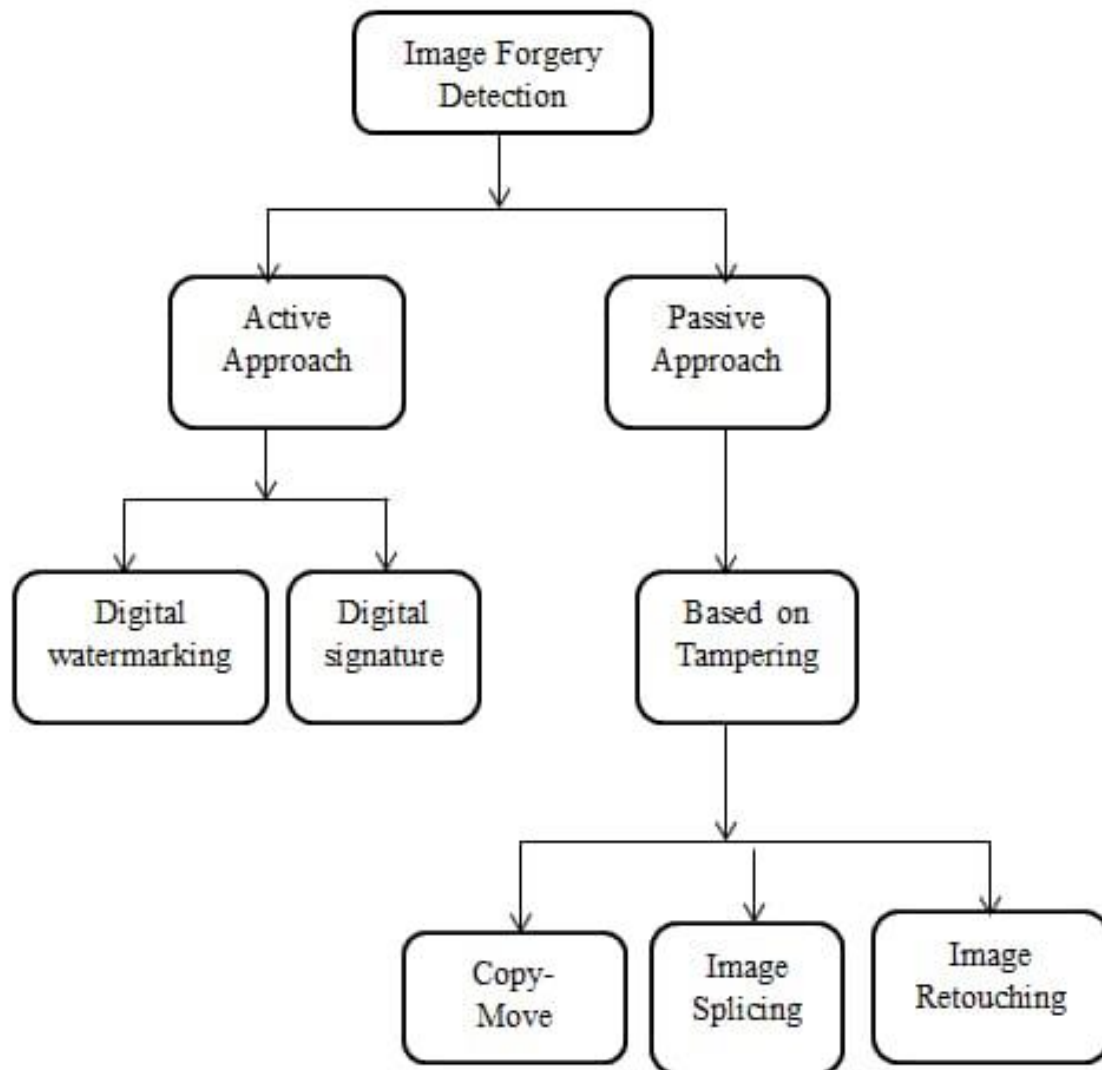 Image Forgery
Detection
Active
Approach
Passive
Approach
Digital
watermarking
Digital
signature
Based on
Tampering
Copy-
Move
Image
Splicing
Image
Retouching